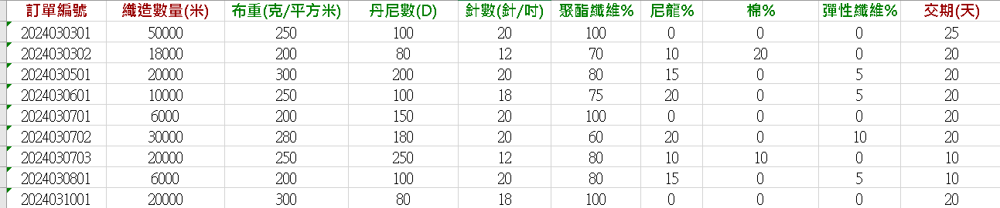 訂單編號 織造數量(米) 布重(克/平方米) 丹尼數(D) 針數(針/吋) 聚酯纖維% 尼龍% 棉% 彈性纖維% 交期(天)
2024030301 50000 250 100 20 100 0 0 0 25
2024030302 18000 200 80 12 70 10 20 0 20
2024030501 20000 300 200 20 80 15 0 5 20
2024030601 10000 250 100 18 75 20 0 5 20
2024030701 6000 200 150 20 100 0 0 0 20
2024030702 30000 280 180 20 60 20 0 10 20
2024030703 20000 250 250 12 80 10 10 0 10
2024030801 6000 200 100 20 80 15 0 5 10
2024031001 20000 300 80 18 100 0 0 0 20